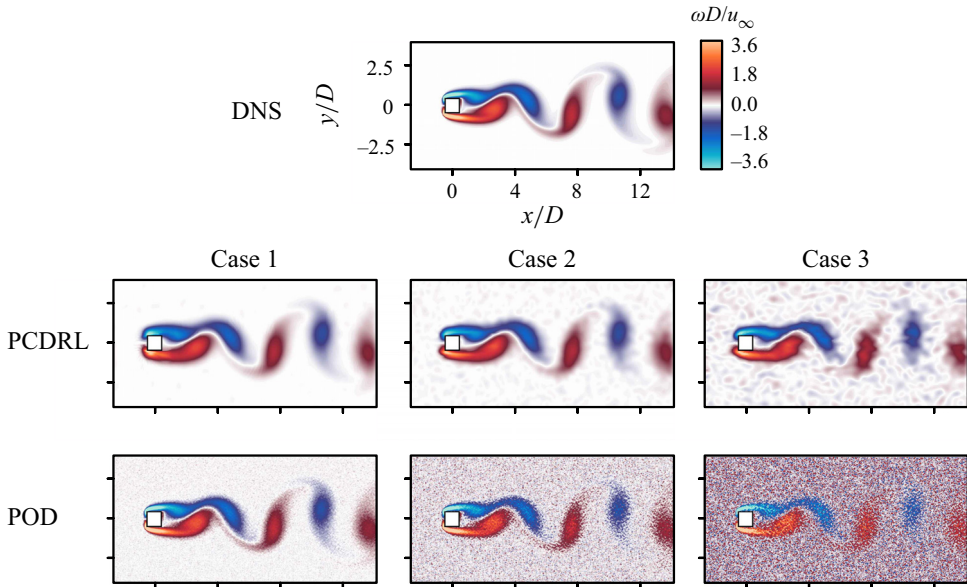 ωD/u∞
DNS
y/D
2.5
0
−2.5
0
4
8
12
x/D
3.6
1.8
0.0
−1.8
−3.6
Case 1
Case 2
Case 3
PCDRL
POD